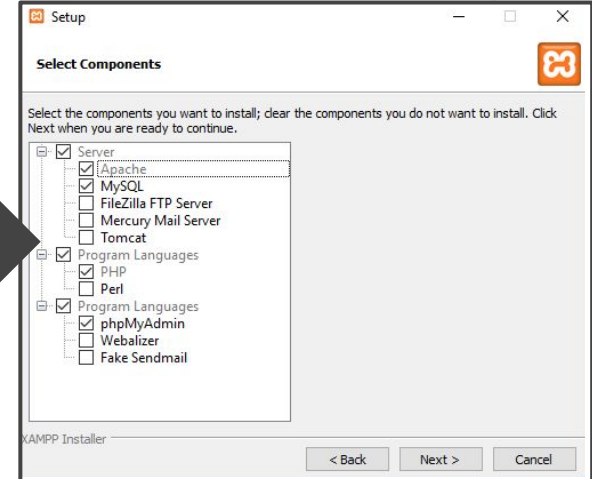 Setup
Select Components
Select the components you want to install; clear the components you do not want to install. Click
Next when you are ready to continue.
Server
Apache
MySQL
FileZilla FTP Server
Mercury Mail Server
Tomcat
Program Languages
PHP
Perl
Program Languages
phpMyAdmin
Webalizer
Fake Sendmail
XAMPP Installer
< Back Next > Cancel